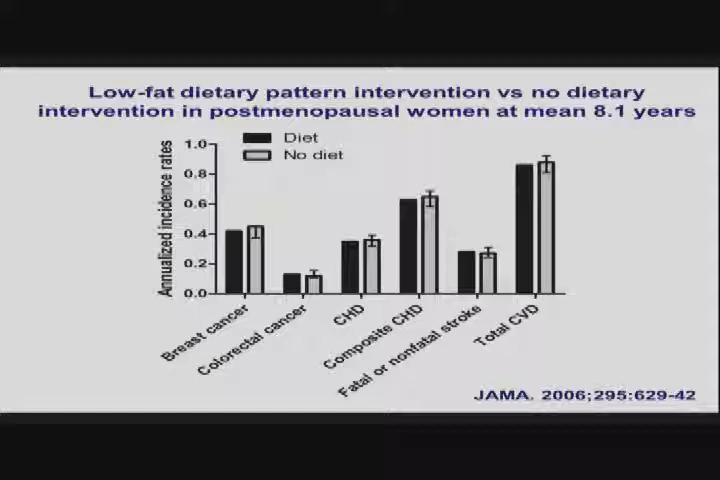 Low-fat dietary pattern intervention vs no dietary
intervention in postmenopausal women at mean 8.1 years
Diet
No diet
Annualized incidence rates
1.0
0.8
0.6
0.4
0.2
0.0
Breast cancer
Colorectal cancer
CHD
Composite CHD
Fatal or nonfatal stroke
Total CVD
JAMA. 2006;295:629-42